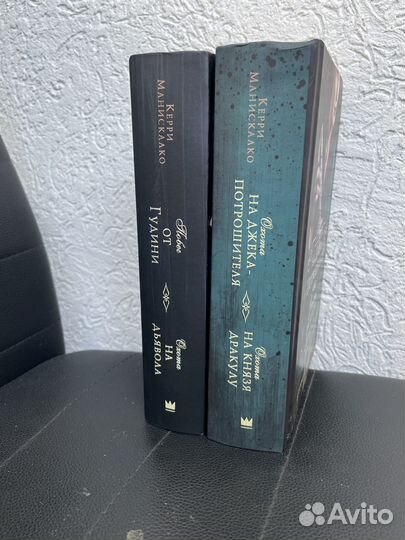 Керри
Манискалко
Побег
от
Гудини
Охота
на
дьявола
Керри
Манискалко
Охота
на Джека-
потрошителя
Охота
на князя
Дракулу
Avito